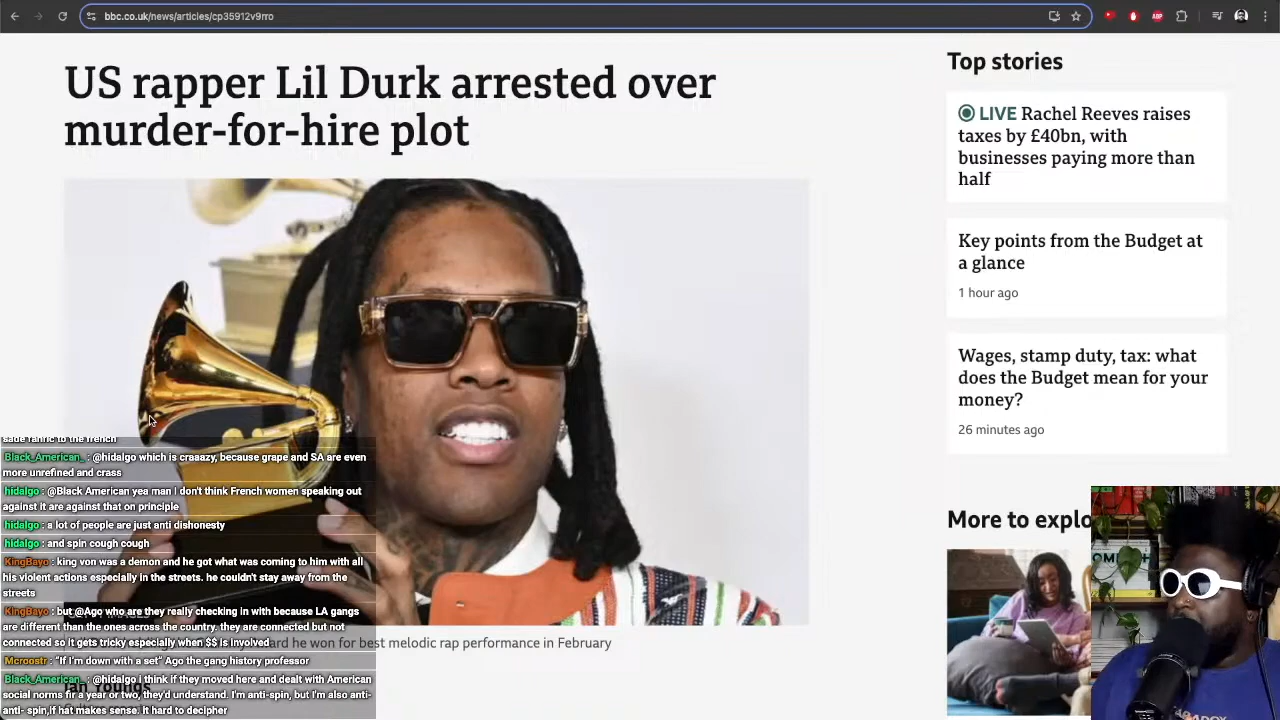 bbc.co.uk/news/articles/cp35912v9rro
ABP
US rapper Lil Durk arrested over
murder-for-hire plot
ard he won for best melodic rap performance in February
Ian Youngs
Top stories
LIVE Rachel Reeves raises
taxes by £40bn, with
businesses paying more than
half
Key points from the Budget at
a glance
1 hour ago
Wages, stamp duty, tax: what
does the Budget mean for your
money?
26 minutes ago
More to explo
sade fanfic to the french
Black_American_: @hidalgo which is craaazy, because grape and SA are even
more unrefined and crass
hidalgo: @Black American yea man I don't think French women speaking out
against it are against that on principle
hidalgo: a lot of people are just anti dishonesty
hidalgo: and spin cough cough
KingBayo: king von was a demon and he got what was coming to him with all
his violent actions especially in the streets. he couldn't stay away from the
streets
KingBayo: but @Ago who are they really checking in with because LA gangs
are different than the ones across the country. they are connected but not
connected so it gets tricky especially when $$ is involved
Mcroostr: "If I'm down with a set" Ago the gang history professor
Black_American_: @hidalgo i think if they moved here and dealt with American
social norms fir a year or two, they'd understand. I'm anti-spin, but I'm also anti-
anti- spin,if hat makes sense. it hard to decipher